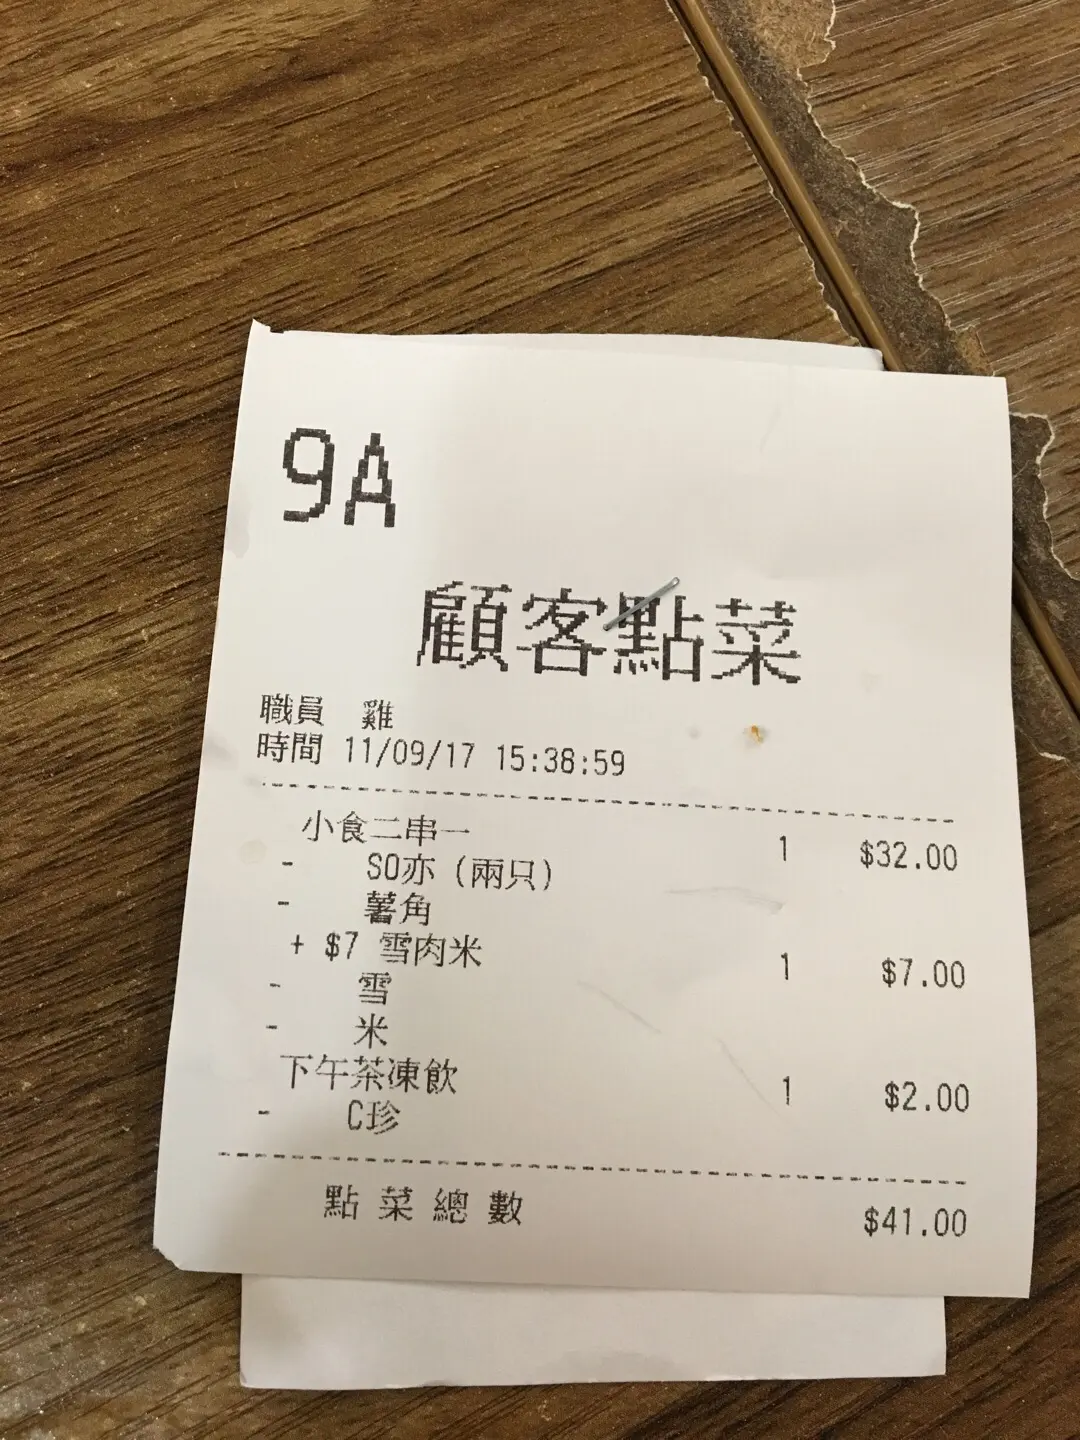 9A
顧客點菜
職員 雞
時間 11/09/17 15:38:59
小食二串一 1 $32.00
- SO亦(兩只)
- 薯角
+ $7 雪肉米 1 $7.00
- 雪
- 米
下午茶凍飲 1 $2.00
- C珍
點菜總數 $41.00